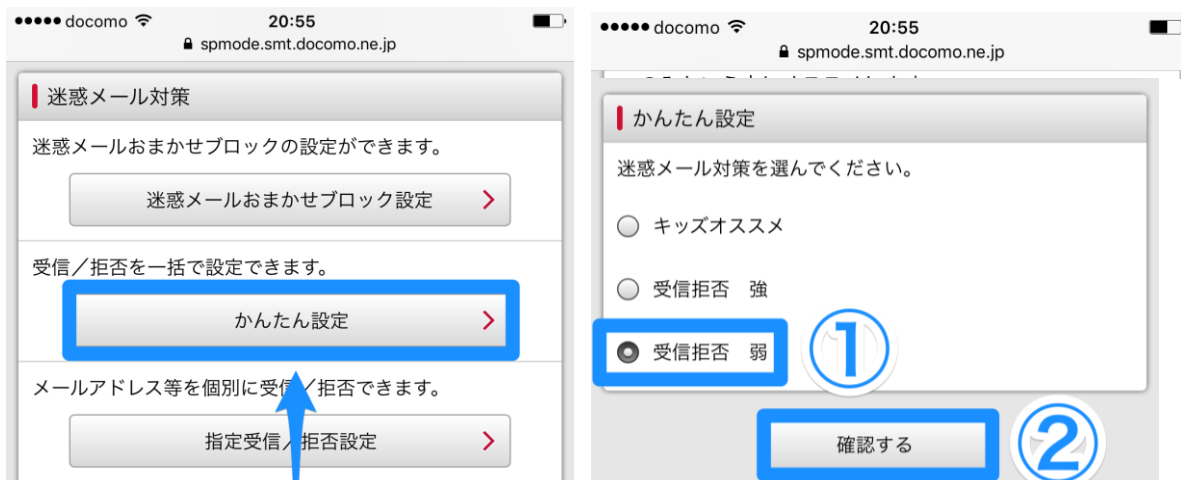 docomo
20:55
spmode.smt.docomo.ne.jp
迷惑メール対策
迷惑メールおまかせブロックの設定ができます。
迷惑メールおまかせブロック設定
受信／拒否を一括で設定できます。
かんたん設定
メールアドレス等を個別に受信／拒否できます。
指定受信／拒否設定
docomo
20:55
spmode.smt.docomo.ne.jp
かんたん設定
迷惑メール対策を選んでください。
キッズオススメ
受信拒否　強
受信拒否　弱
①
確認する
②